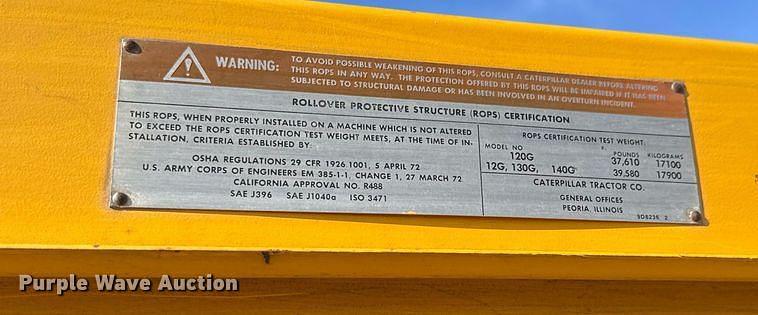 WARNING: TO AVOID POSSIBLE WEAKENING OF THIS ROPS, CONSULT A CATERPILLAR DEALER BEFORE ALTERING
THIS ROPS IN ANY WAY. THE PROTECTION OFFERED BY THIS ROPS WILL BE IMPAIRED IF IT HAS BEEN
SUBJECTED TO STRUCTURAL DAMAGE OR HAS BEEN INVOLVED IN AN OVERTURN INCIDENT.
ROLLOVER PROTECTIVE STRUCTURE (ROPS) CERTIFICATION
THIS ROPS, WHEN PROPERLY INSTALLED ON A MACHINE WHICH IS NOT ALTERED
TO EXCEED THE ROPS CERTIFICATION TEST WEIGHT MEETS, AT THE TIME OF IN-
STALLATION, CRITERIA ESTABLISHED BY:
OSHA REGULATIONS 29 CFR 1926.1001, 5 APRIL 72
U.S. ARMY CORPS OF ENGINEERS EM 385-1-1, CHANGE 1, 27 MARCH 72
CALIFORNIA APPROVAL NO. R488
SAE J396 SAE J1040a ISO 3471
ROPS CERTIFICATION TEST WEIGHT:
MODEL NO POUNDS KILOGRAMS
120G 37,610 17100
12G, 130G, 140G 39,580 17900
CATERPILLAR TRACTOR CO.
GENERAL OFFICES
PEORIA, ILLINOIS
9D8236 2
Purple Wave Auction